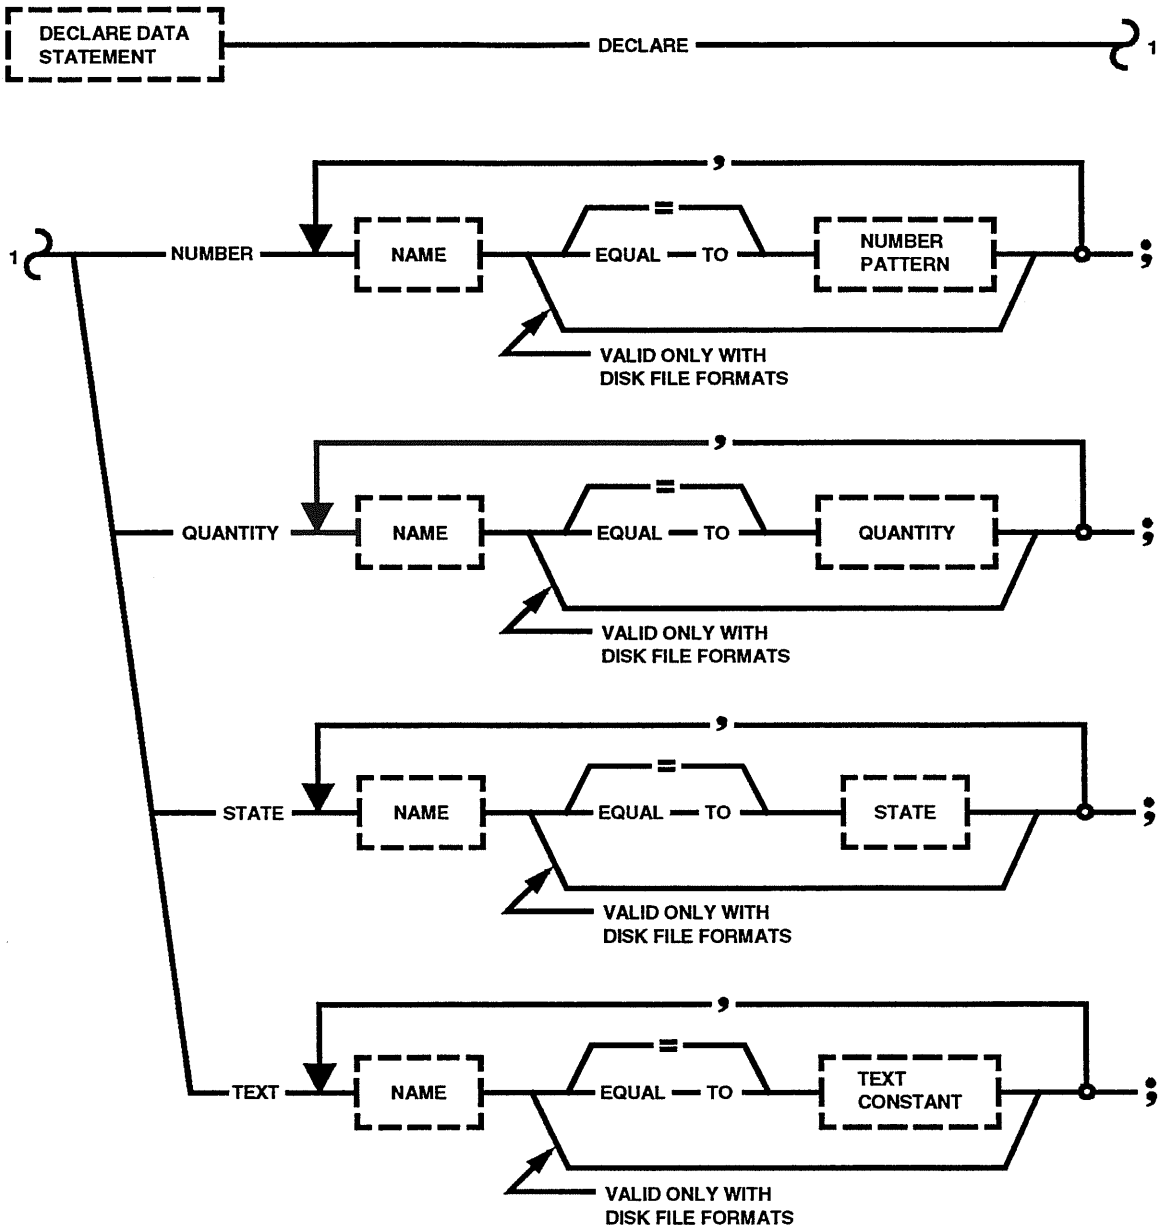 DECLARE DATA
STATEMENT
DECLARE
1
,
=
1
NUMBER
NAME
EQUAL TO
NUMBER
PATTERN
;
VALID ONLY WITH
DISK FILE FORMATS
,
=
QUANTITY
NAME
EQUAL TO
QUANTITY
;
VALID ONLY WITH
DISK FILE FORMATS
,
=
STATE
NAME
EQUAL TO
STATE
;
VALID ONLY WITH
DISK FILE FORMATS
,
=
TEXT
NAME
EQUAL TO
TEXT
CONSTANT
;
VALID ONLY WITH
DISK FILE FORMATS